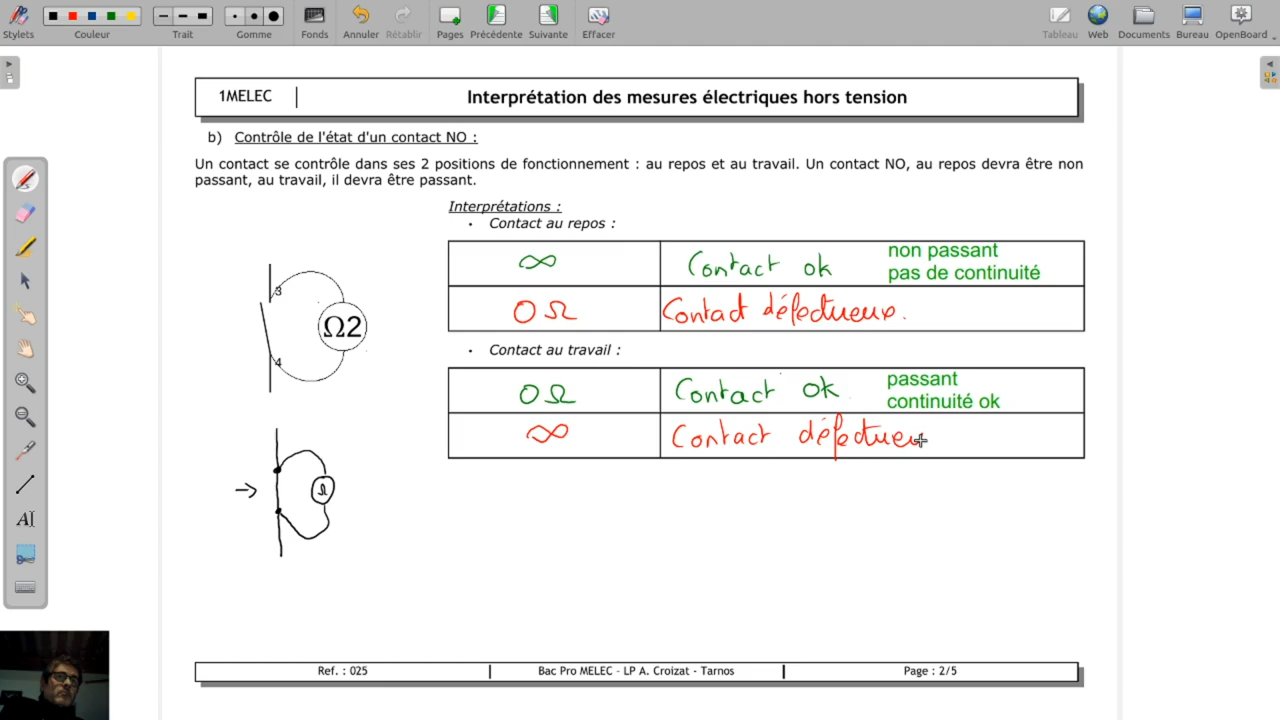 Stylets
Couleur
Trait
Gomme
Fonds
Annuler
Rétablir
Pages
Précédente
Suivante
Effacer
Tableau
Web
Documents
Bureau
OpenBoard
1MELEC
Interprétation des mesures électriques hors tension
b) Contrôle de l'état d'un contact NO :
Un contact se contrôle dans ses 2 positions de fonctionnement : au repos et au travail. Un contact NO, au repos devra être non
passant, au travail, il devra être passant.
Interprétations :
• Contact au repos :
∞ Contact ok non passant
pas de continuité
0 Ω Contact défectueux.
• Contact au travail :
0 Ω Contact ok passant
continuité ok
∞ Contact défectueu
3
Ω2
4
Ω
AI
Ref. : 025
Bac Pro MELEC - LP A. Croizat - Tarnos
Page : 2/5